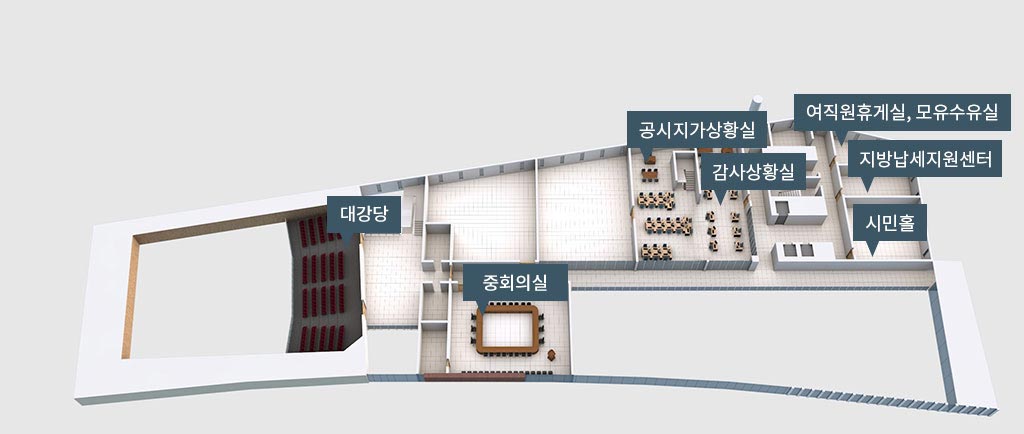 여직원휴게실, 모유수유실
공시지가상황실
지방납세지원센터
감사상황실
대강당
시민홀
중회의실